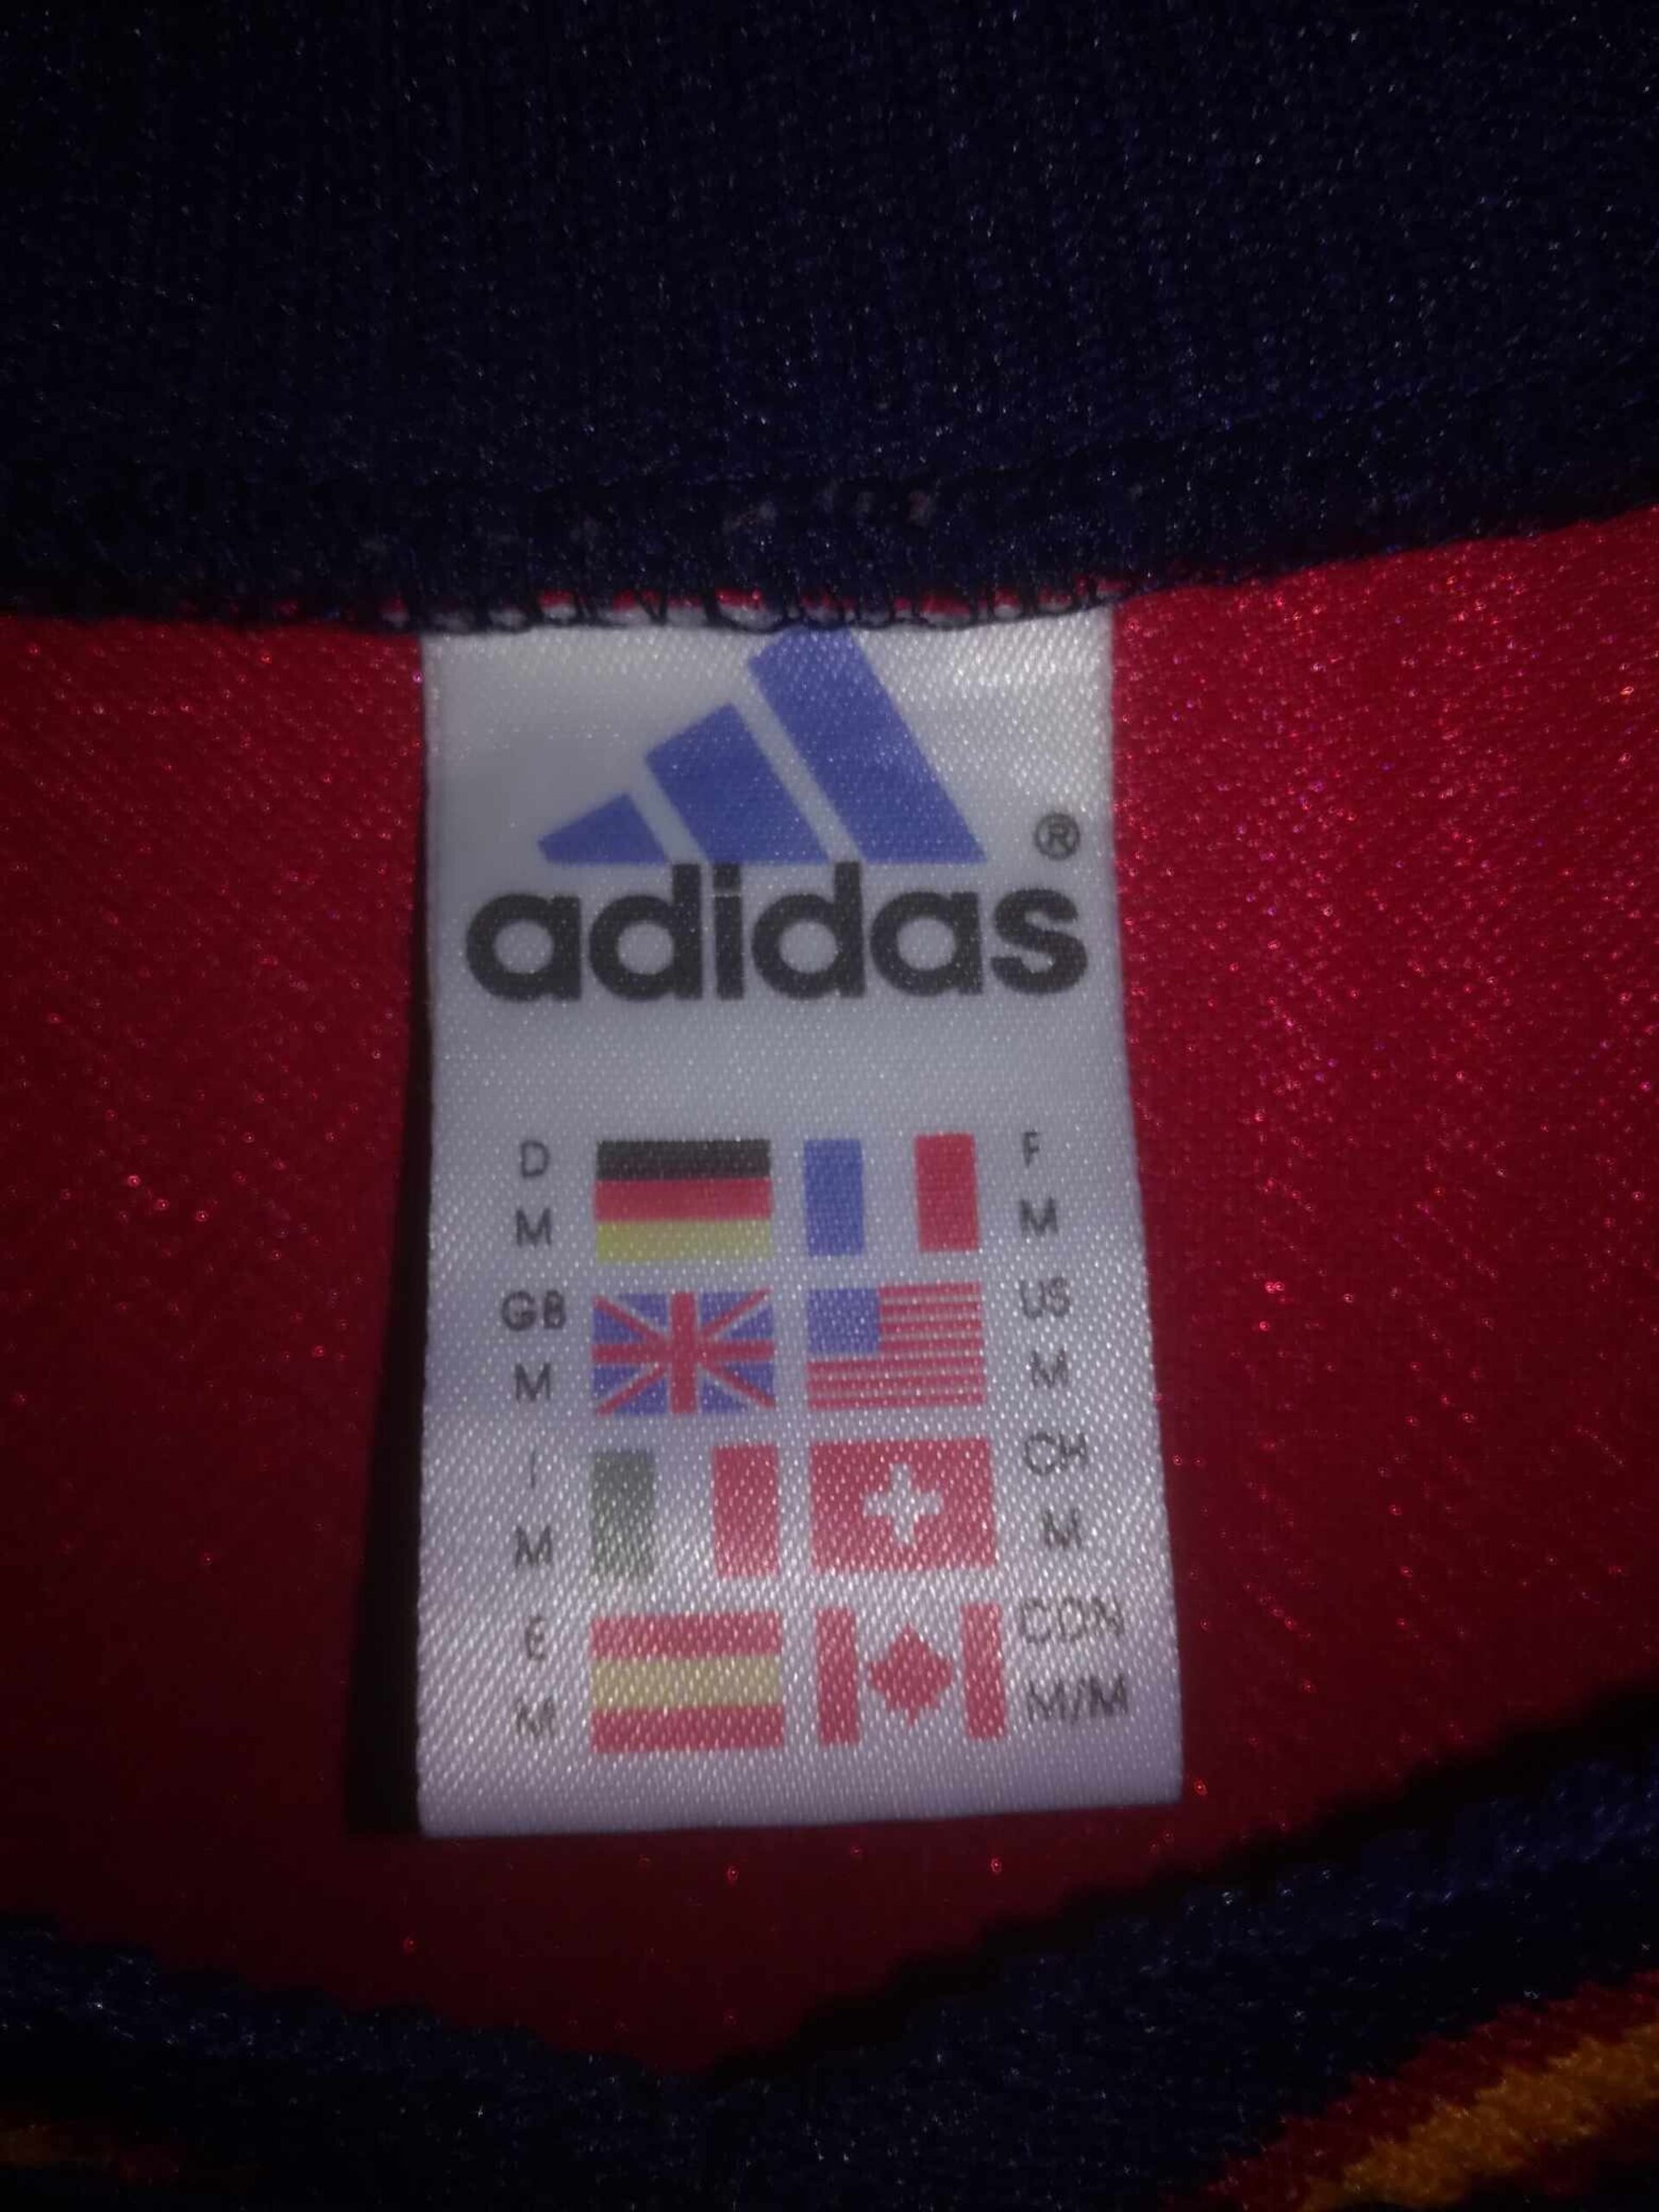 ®
adidas
D F
M M
GB US
M M
I CH
M M
E CDN
M M/M